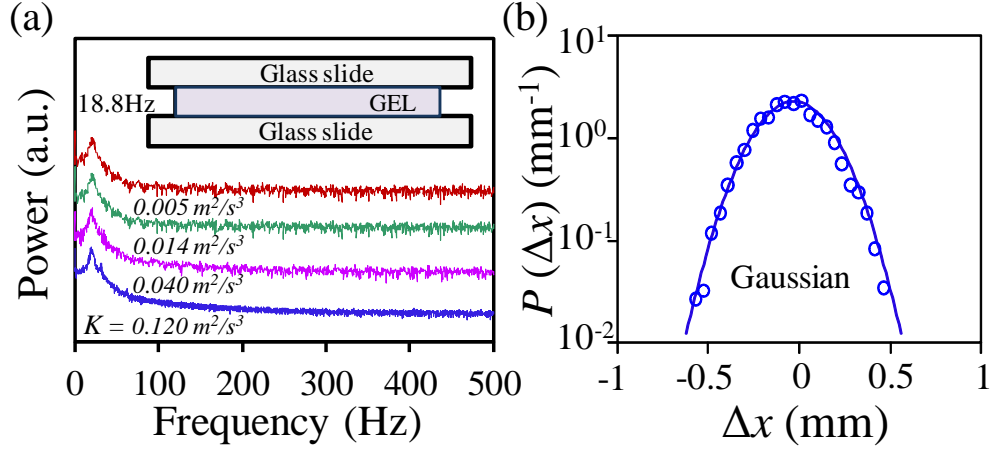 (a)
Power (a.u.)
Glass slide
18.8Hz
GEL
Glass slide
0.005 m²/s³
0.014 m²/s³
0.040 m²/s³
K = 0.120 m²/s³
0 100 200 300 400 500
Frequency (Hz)
(b)
P (Δx) (mm⁻¹)
10¹
10⁰
10⁻¹
10⁻²
Gaussian
-1 -0.5 0 0.5 1
Δx (mm)